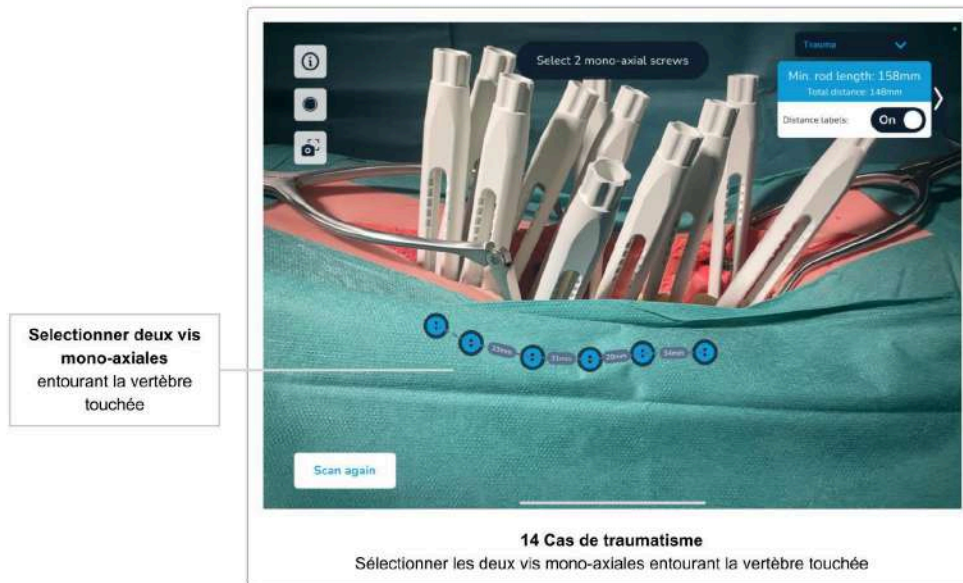 Select 2 mono-axial screws
Trauma
Min. rod length: 158mm
Total distance: 148mm
Distance labels:
On
Selectionner deux vis
mono-axiales
entourant la vertèbre
touchée
31mm
34mm
Scan again
14 Cas de traumatisme
Sélectionner les deux vis mono-axiales entourant la vertèbre touchée